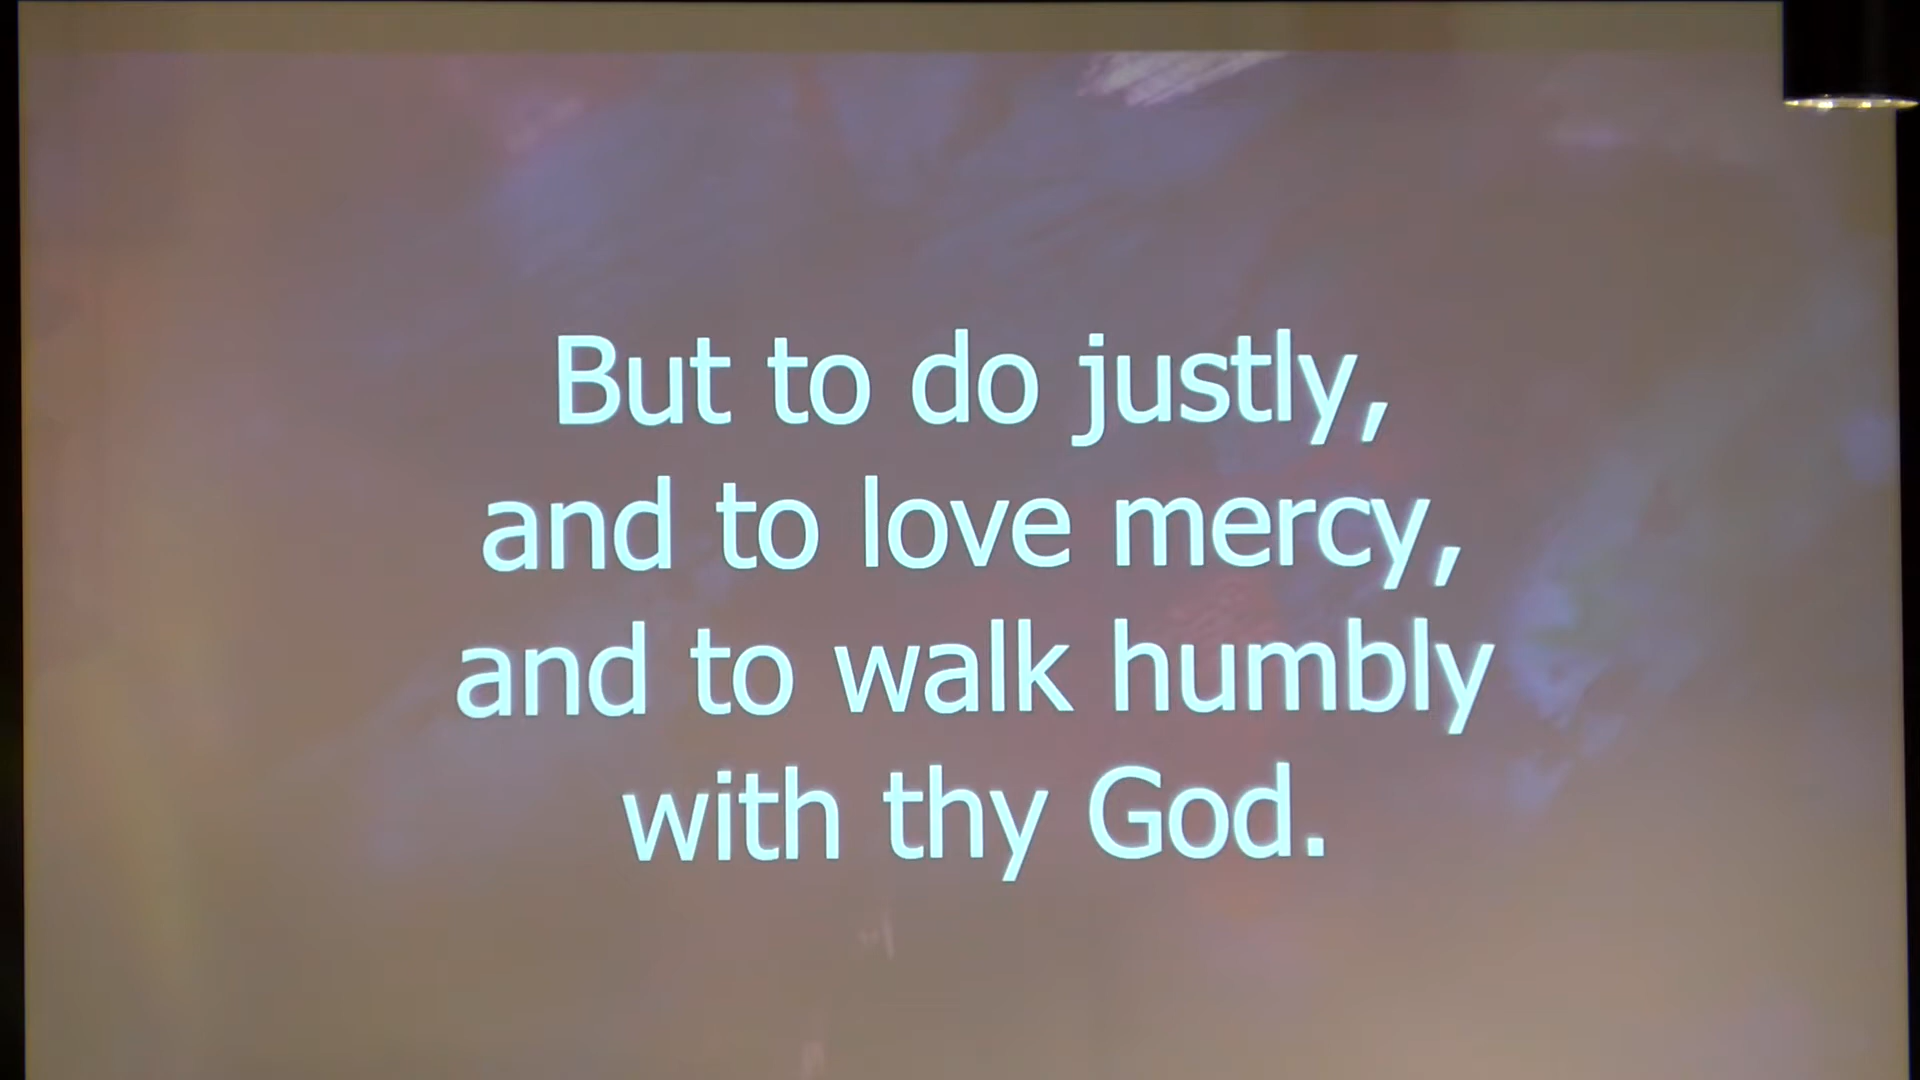 But to do justly,
and to love mercy,
and to walk humbly
with thy God.